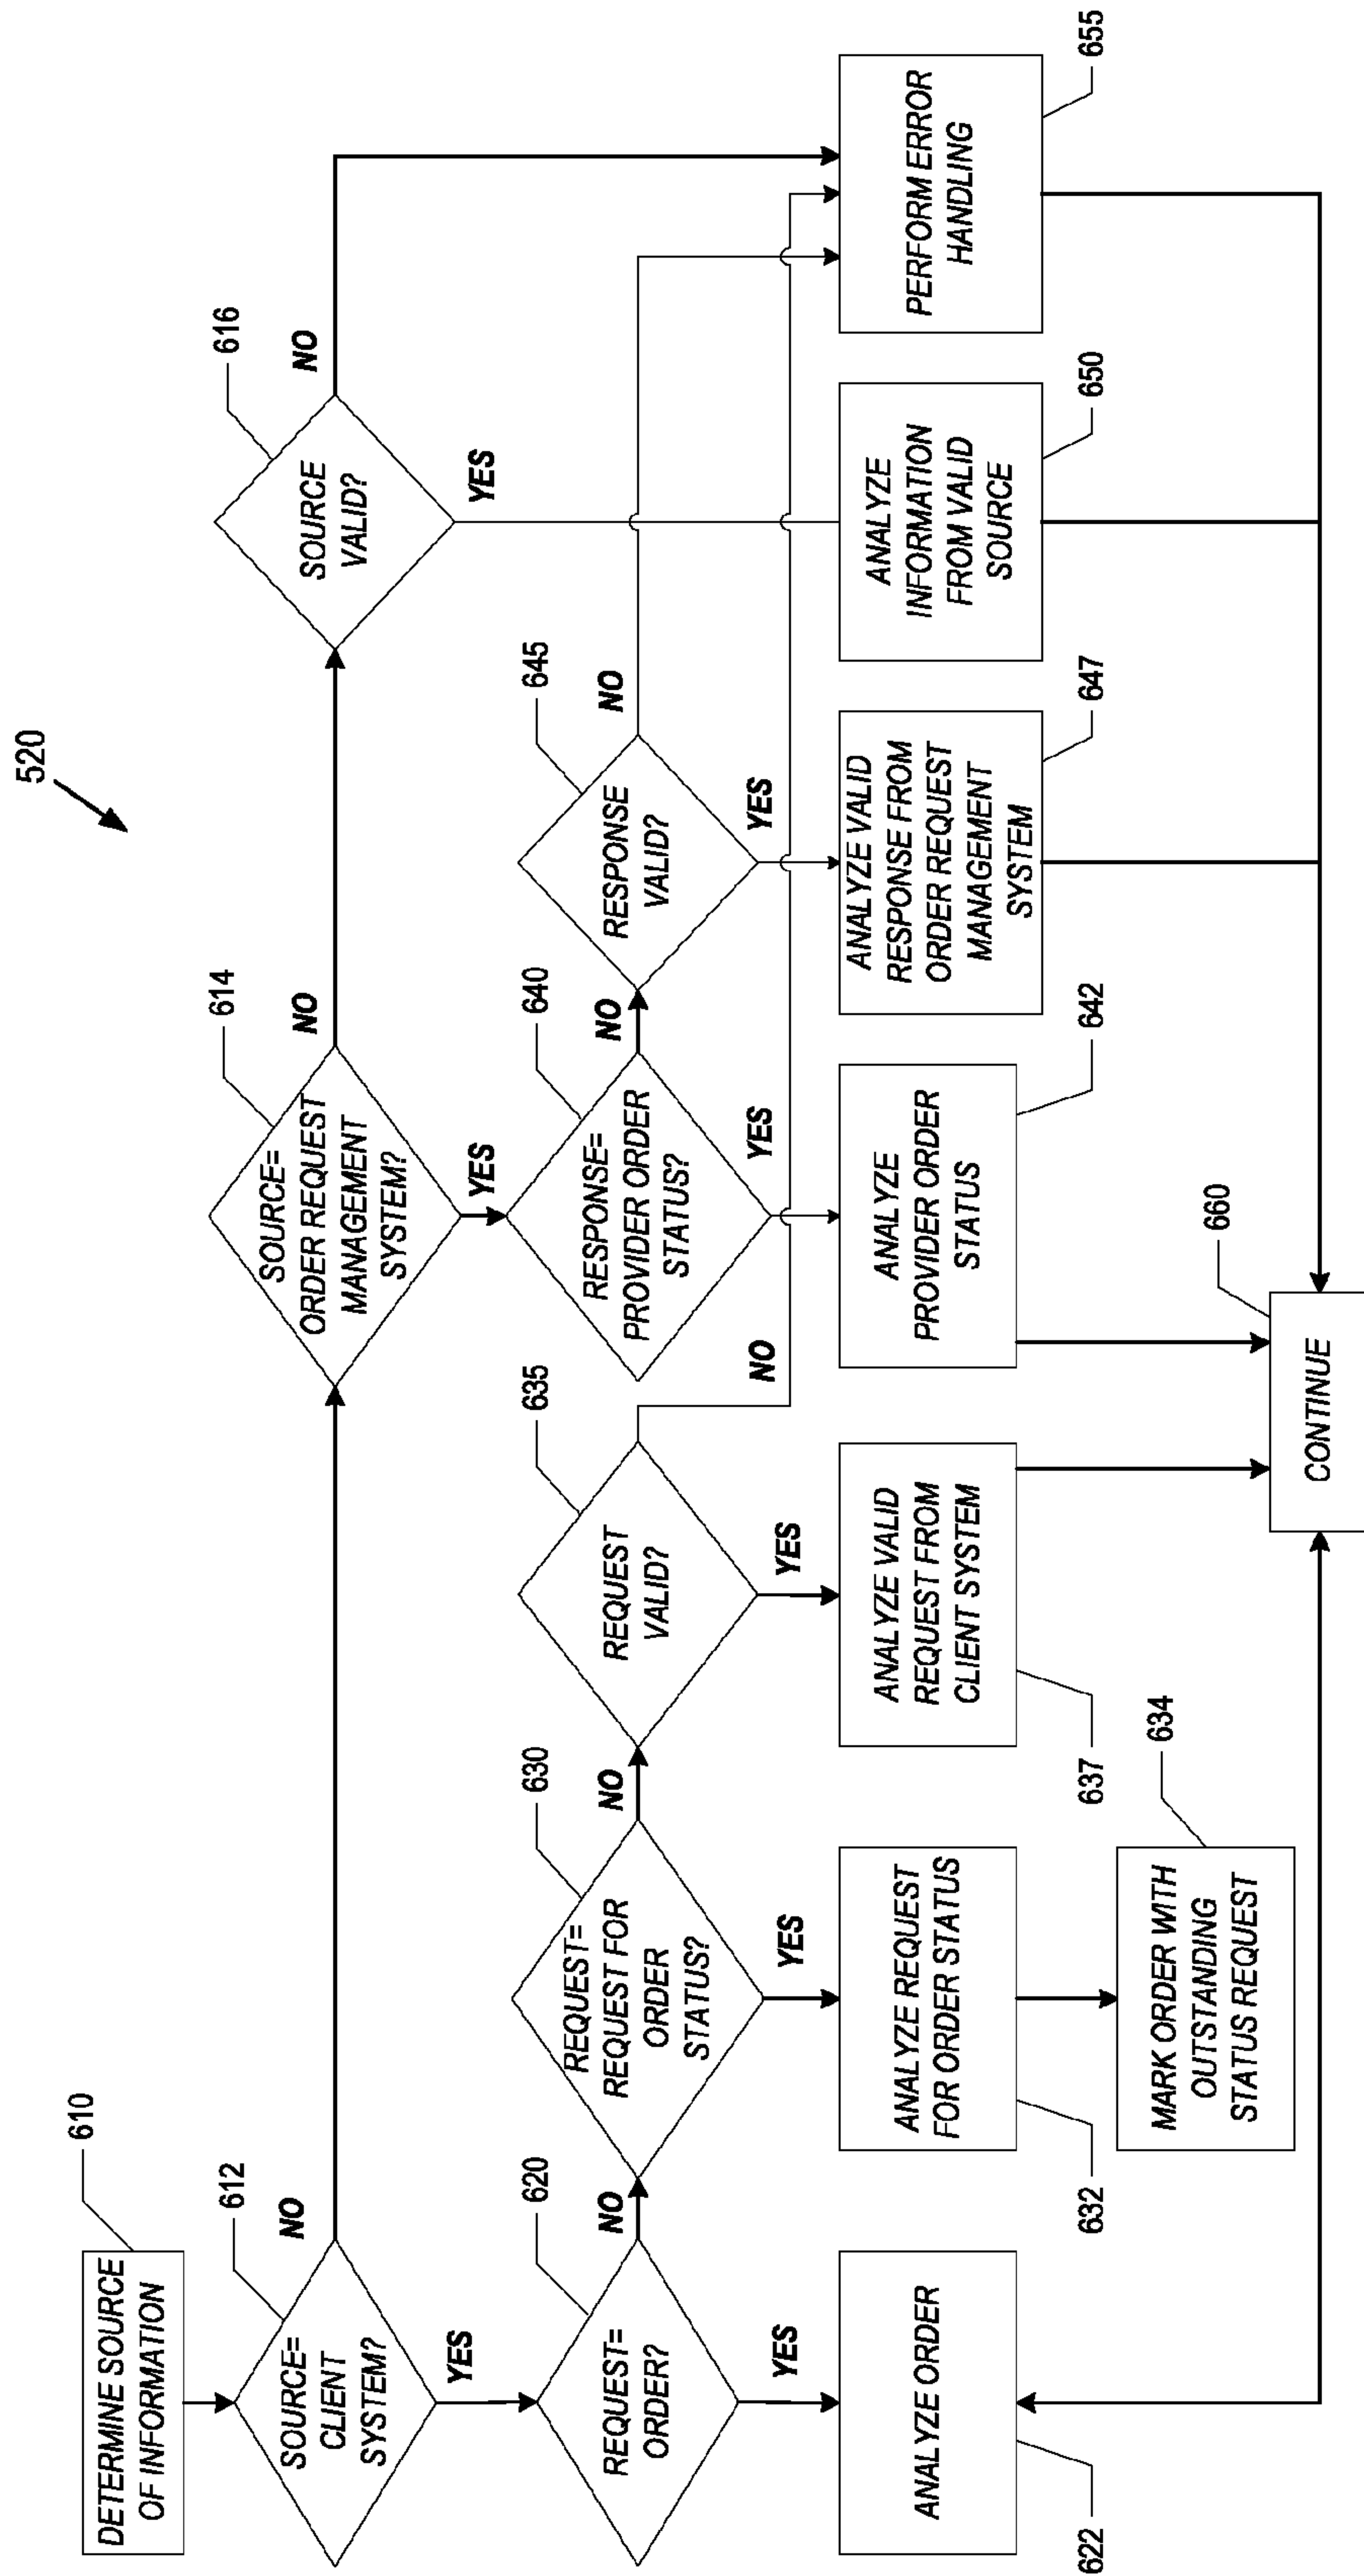 520
DETERMINE SOURCE
OF INFORMATION
610
SOURCE=
CLIENT
SYSTEM?
612
NO
YES
SOURCE=
ORDER REQUEST
MANAGEMENT
SYSTEM?
614
NO
YES
SOURCE
VALID?
616
NO
YES
REQUEST=
ORDER?
620
NO
YES
REQUEST=
REQUEST FOR
ORDER
STATUS?
630
NO
YES
REQUEST
VALID?
635
NO
YES
RESPONSE=
PROVIDER ORDER
STATUS?
640
NO
YES
RESPONSE
VALID?
645
NO
YES
ANALYZE ORDER
622
ANALYZE REQUEST
FOR ORDER STATUS
632
ANALYZE VALID
REQUEST FROM
CLIENT SYSTEM
637
ANALYZE
PROVIDER ORDER
STATUS
642
ANALYZE VALID
RESPONSE FROM
ORDER REQUEST
MANAGEMENT
SYSTEM
647
ANALYZE
INFORMATION
FROM VALID
SOURCE
650
PERFORM ERROR
HANDLING
655
MARK ORDER WITH
OUTSTANDING
STATUS REQUEST
634
CONTINUE
660